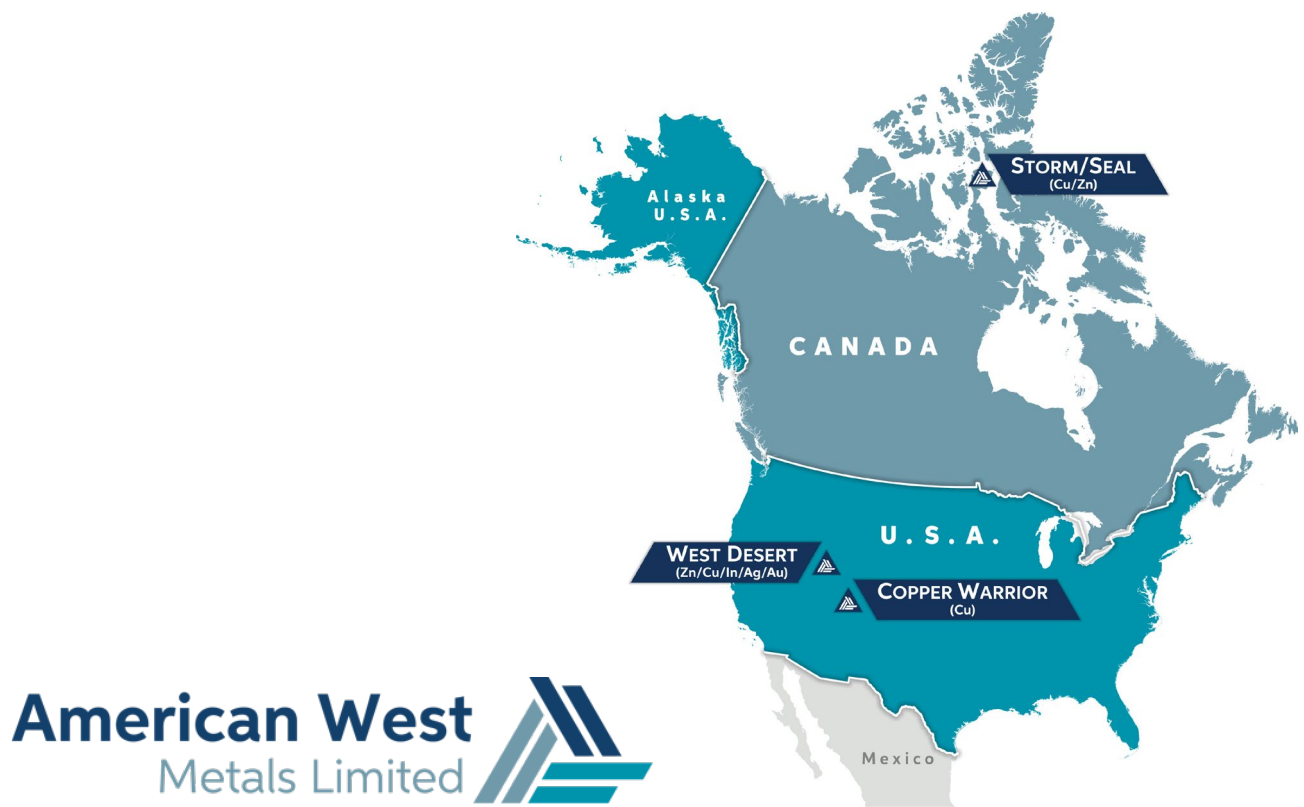 STORM/SEAL
(Cu/Zn)
Alaska
U.S.A.
CANADA
U.S.A.
WEST DESERT
(Zn/Cu/In/Ag/Au)
COPPER WARRIOR
(Cu)
American West
Metals Limited
Mexico